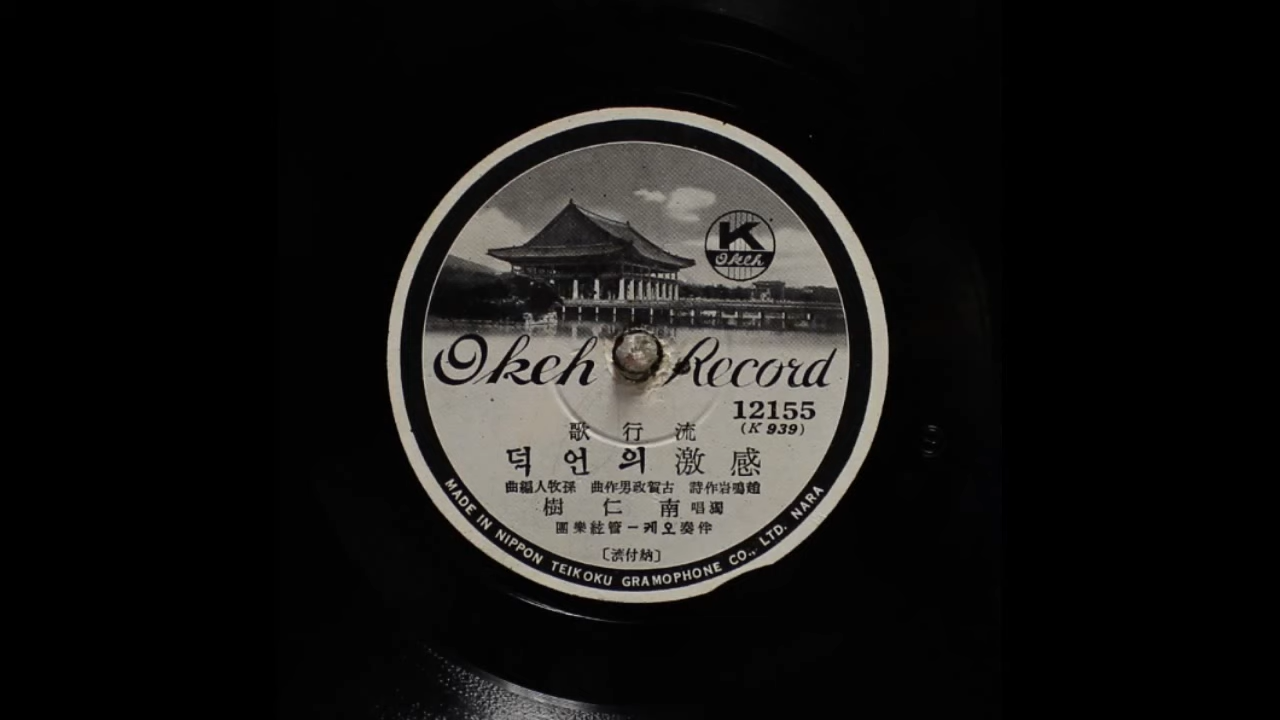 K
Okeh
Okeh Record
12155
(K 939)
流行歌
感激의언덕
趙鳴岩作詩 古賀政男作曲 孫牧人編曲
獨唱 南仁樹
伴奏오케ー管絃樂團
[納付濟]
MADE IN NIPPON TEIKOKU GRAMOPHONE CO., LTD. NARA